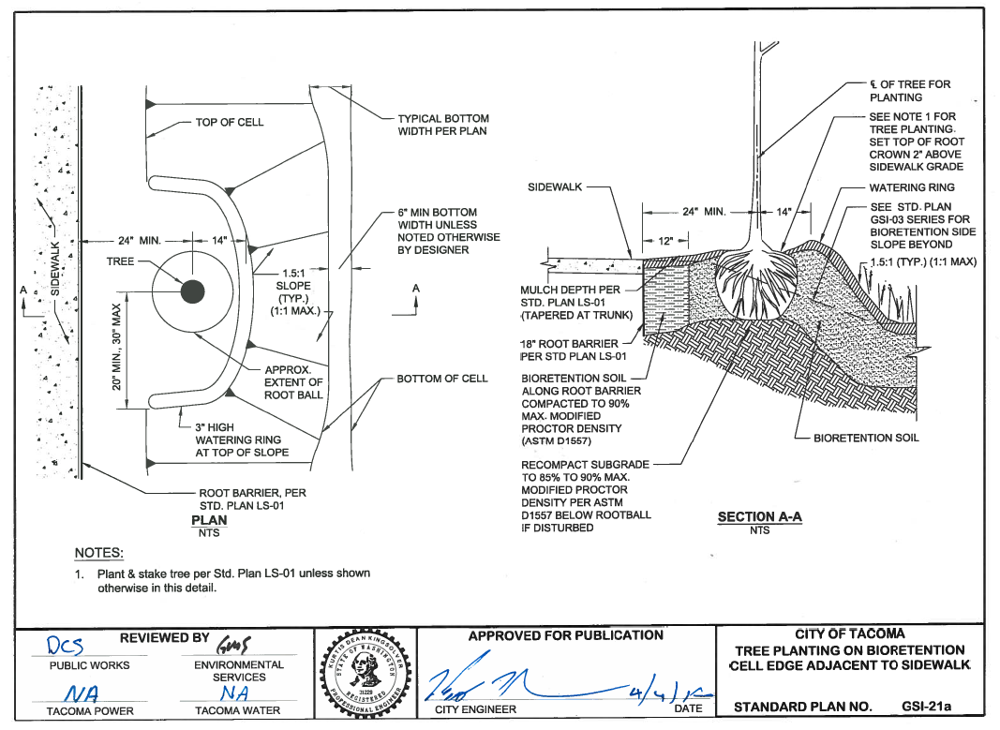 TOP OF CELL
TYPICAL BOTTOM
WIDTH PER PLAN
6" MIN BOTTOM
WIDTH UNLESS
NOTED OTHERWISE
BY DESIGNER
SIDEWALK
24" MIN.
14"
TREE
A
A
1.5:1
SLOPE
(TYP.)
(1:1 MAX.)
20" MIN., 30" MAX
APPROX.
EXTENT OF
ROOT BALL
BOTTOM OF CELL
3" HIGH
WATERING RING
AT TOP OF SLOPE
ROOT BARRIER, PER
STD. PLAN LS-01
PLAN
NTS
℄ OF TREE FOR
PLANTING
SEE NOTE 1 FOR
TREE PLANTING.
SET TOP OF ROOT
CROWN 2" ABOVE
SIDEWALK GRADE
SIDEWALK
WATERING RING
24" MIN.
14"
12"
SEE STD. PLAN
GSI-03 SERIES FOR
BIORETENTION SIDE
SLOPE BEYOND
1.5:1 (TYP.) (1:1 MAX)
MULCH DEPTH PER
STD. PLAN LS-01
(TAPERED AT TRUNK)
18" ROOT BARRIER
PER STD PLAN LS-01
BIORETENTION SOIL
ALONG ROOT BARRIER
COMPACTED TO 90%
MAX. MODIFIED
PROCTOR DENSITY
(ASTM D1557)
BIORETENTION SOIL
RECOMPACT SUBGRADE
TO 85% TO 90% MAX.
MODIFIED PROCTOR
DENSITY PER ASTM
D1557 BELOW ROOTBALL
IF DISTURBED
SECTION A-A
NTS
NOTES:
1. Plant & stake tree per Std. Plan LS-01 unless shown
otherwise in this detail.
REVIEWED BY
DCS
PUBLIC WORKS
ENVIRONMENTAL
SERVICES
NA
TACOMA POWER
NA
TACOMA WATER
KURTIS DEAN KINGSOLVER
STATE OF WASHINGTON
31229
REGISTERED
PROFESSIONAL ENGINEER
APPROVED FOR PUBLICATION
CITY ENGINEER
DATE
CITY OF TACOMA
TREE PLANTING ON BIORETENTION
CELL EDGE ADJACENT TO SIDEWALK
STANDARD PLAN NO. GSI-21a